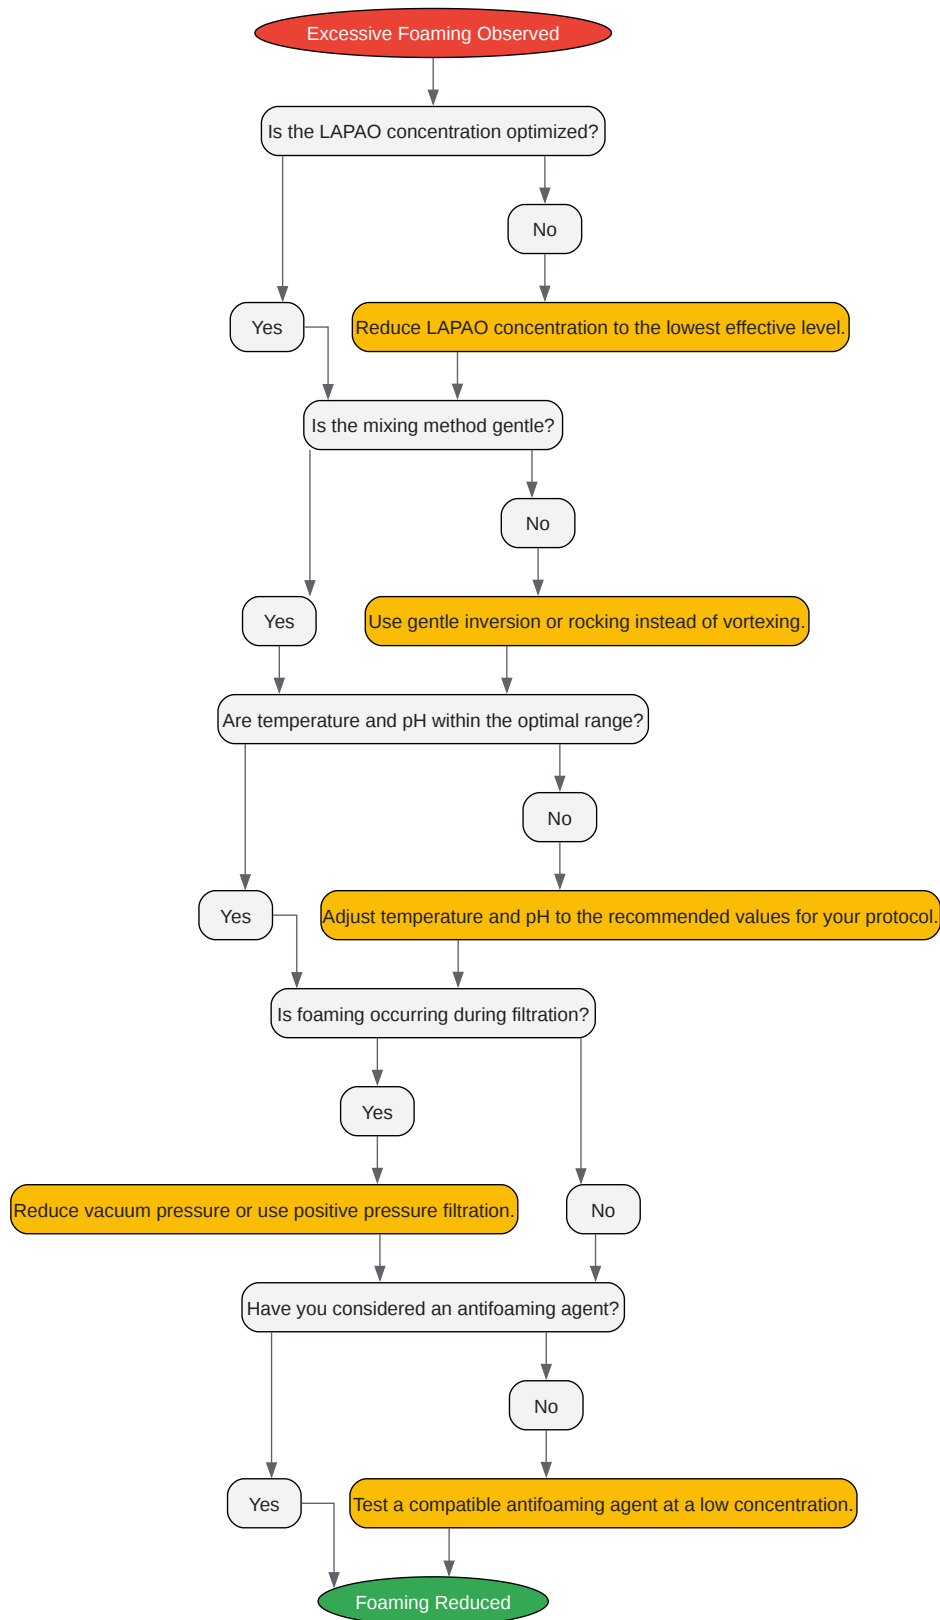 Excessive Foaming Observed
Is the LAPAO concentration optimized?
No
Yes
Reduce LAPAO concentration to the lowest effective level.
Is the mixing method gentle?
No
Yes
Use gentle inversion or rocking instead of vortexing.
Are temperature and pH within the optimal range?
No
Yes
Adjust temperature and pH to the recommended values for your protocol.
Is foaming occurring during filtration?
Yes
Reduce vacuum pressure or use positive pressure filtration.
No
Have you considered an antifoaming agent?
No
Yes
Test a compatible antifoaming agent at a low concentration.
Foaming Reduced